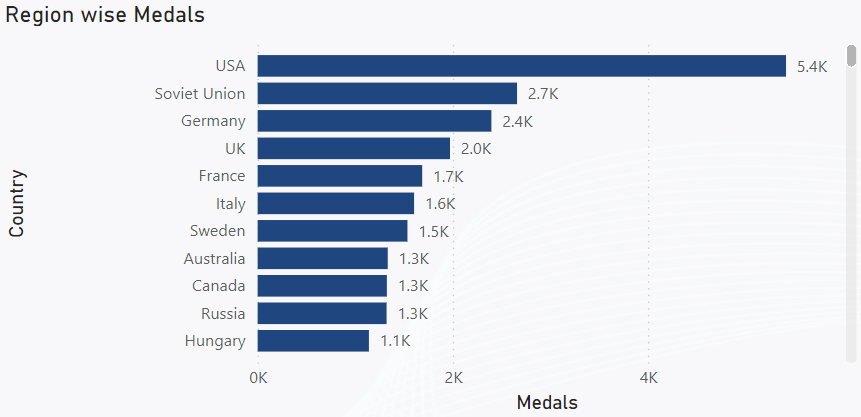 Region wise Medals
Country
USA 5.4K
Soviet Union 2.7K
Germany 2.4K
UK 2.0K
France 1.7K
Italy 1.6K
Sweden 1.5K
Australia 1.3K
Canada 1.3K
Russia 1.3K
Hungary 1.1K
0K 2K 4K
Medals